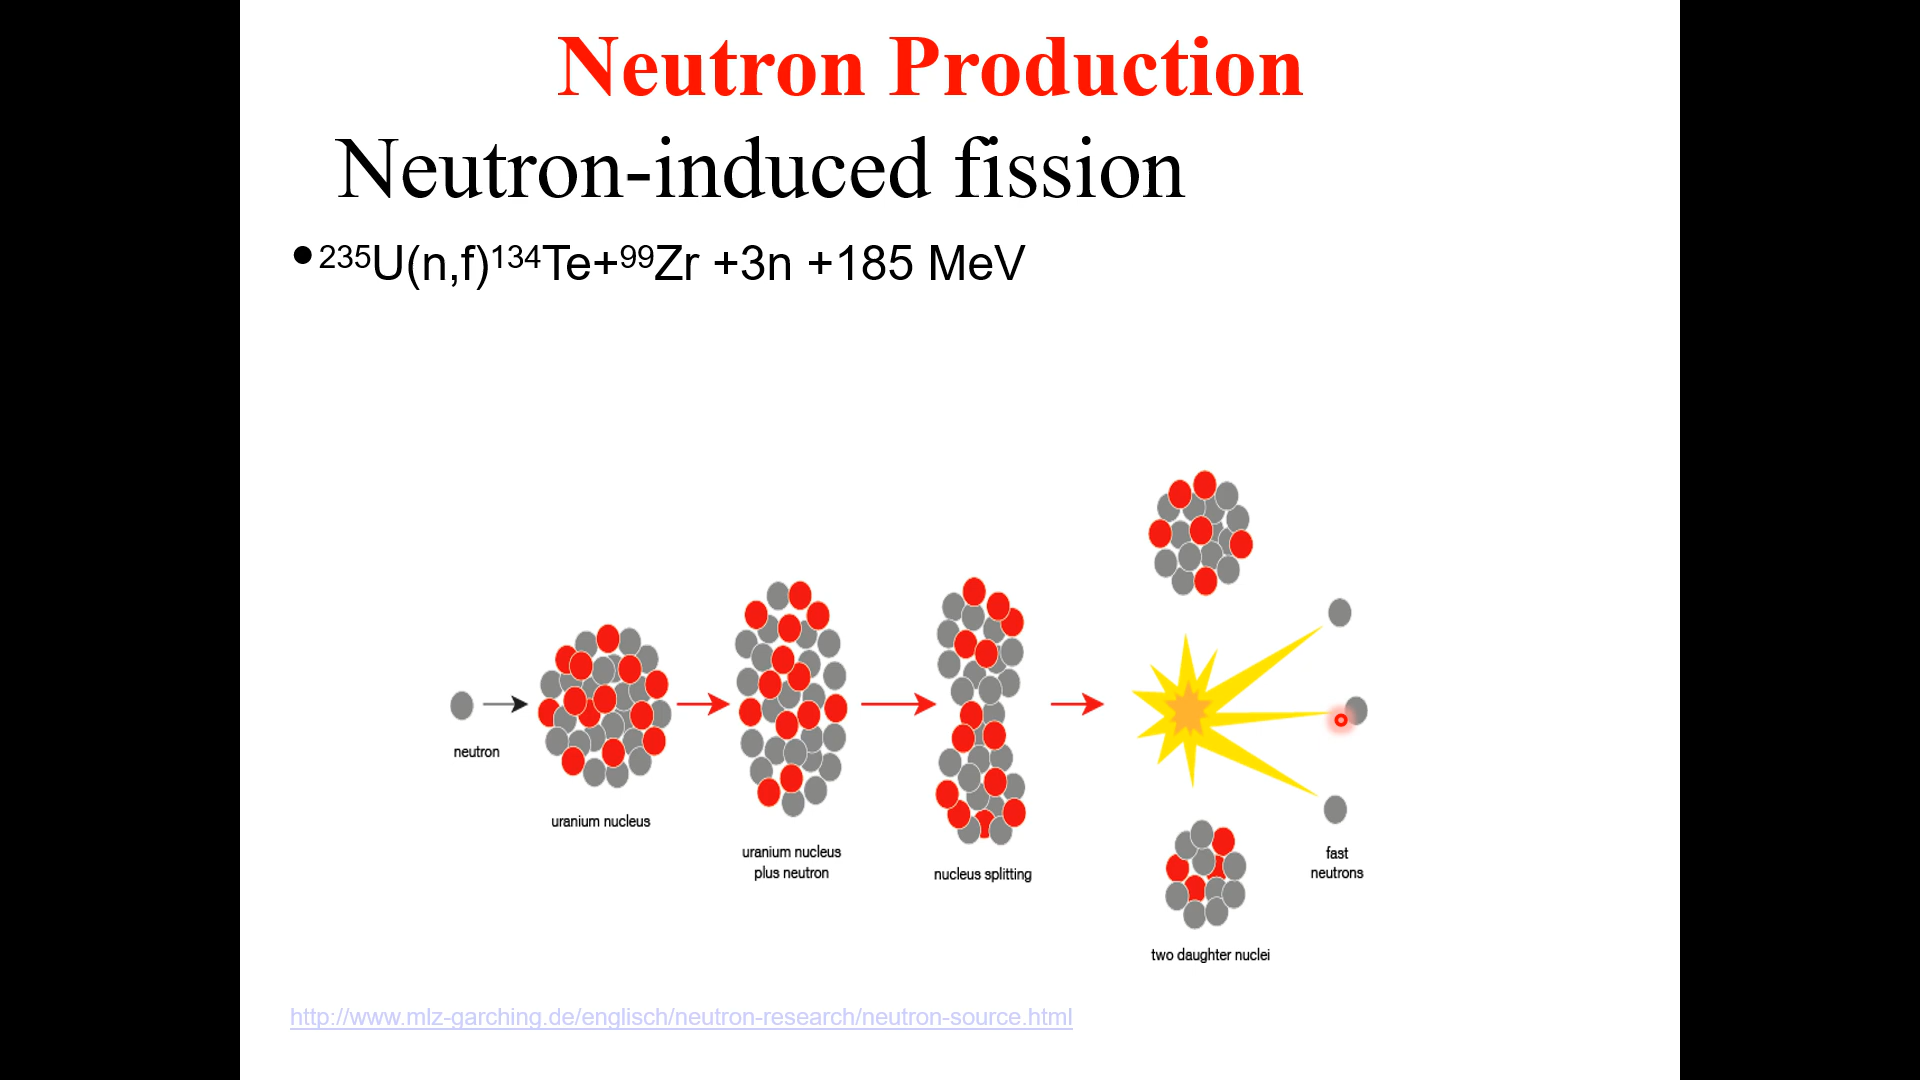 Neutron Production
Neutron-induced fission
•²³⁵U(n,f)¹³⁴Te+⁹⁹Zr +3n +185 MeV
neutron
uranium nucleus
uranium nucleus
plus neutron
nucleus splitting
fast
neutrons
two daughter nuclei
http://www.mlz-garching.de/englisch/neutron-research/neutron-source.html